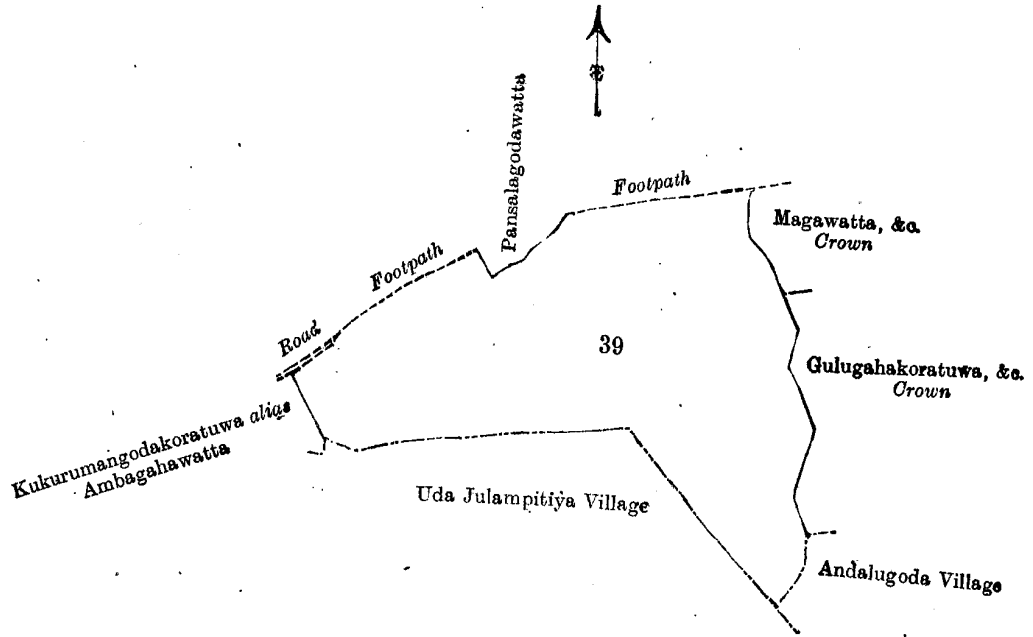 Pansalagodawatta
Footpath
Magawatta, &c.
Crown
Footpath
Road
39
Gulugahakoratuwa, &c.
Crown
Kukurumangodakoratuwa alias
Ambagahawatta
Uda Julampitiya Village
Andalugoda Village